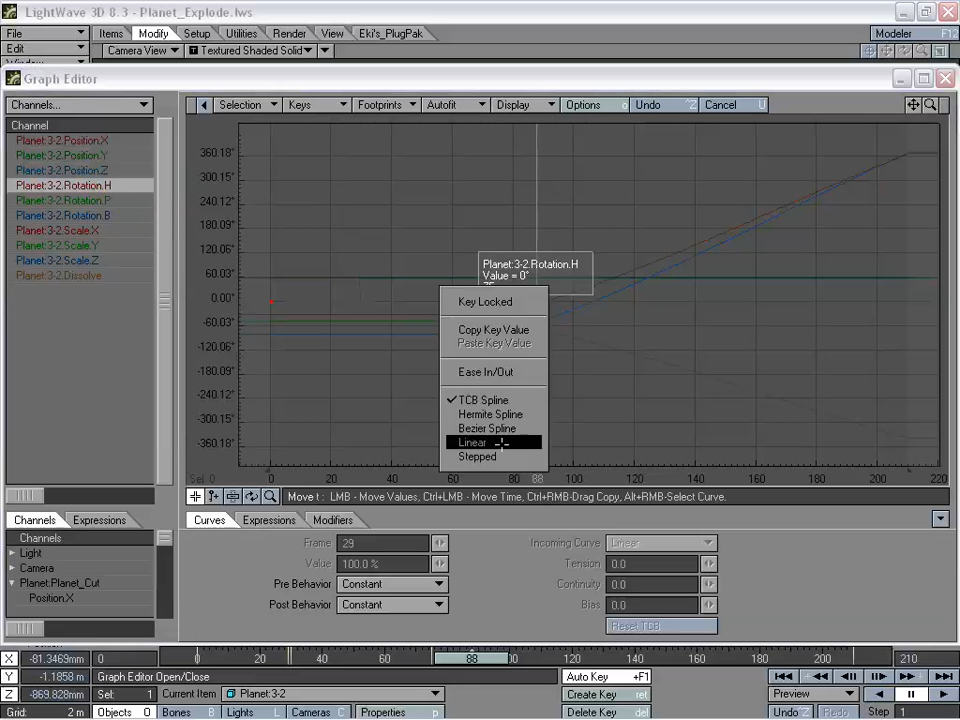 LightWave 3D 8.3 - Planet_Explode.lws
File
Items
Modify
Setup
Utilities
Render
View
Eki's_PlugPak
Modeler
F12
Edit
Camera View
Textured Shaded Solid
Graph Editor
Channels...
Selection
Keys
Footprints
Autofit
Display
Options
o
Undo
^Z
Cancel
U
Channel
Planet:3-2.Position.X
Planet:3-2.Position.Y
Planet:3-2.Position.Z
Planet:3-2.Rotation.H
Planet:3-2.Rotation.P
Planet:3-2.Rotation.B
Planet:3-2.Scale.X
Planet:3-2.Scale.Y
Planet:3-2.Scale.Z
Planet:3-2.Dissolve
360.18°
300.15°
240.12°
180.09°
120.06°
60.03°
0.00°
-60.03°
-120.06°
-180.09°
-240.12°
-300.15°
-360.18°
Planet:3-2.Rotation.H
Value = 0°
Key Locked
Copy Key Value
Paste Key Value
Ease In/Out
TCB Spline
Hermite Spline
Bezier Spline
Linear
Stepped
Sel 0
0
20
40
60
80
88
100
120
140
160
180
200
220
Move t : LMB - Move Values, Ctrl+LMB - Move Time, Ctrl+RMB-Drag Copy, Alt+RMB-Select Curve.
Channels
Expressions
Curves
Expressions
Modifiers
Channels
Light
Camera
Planet:Planet_Cut
Position.X
Frame
29
Value
100.0 %
Pre Behavior
Constant
Post Behavior
Constant
Incoming Curve
Linear
Tension
0.0
Continuity
0.0
Bias
0.0
Reset TCB
X
-81.3469mm
0
0
40
88
100
120
140
160
180
200
210
Y
-1.1858 m
Graph Editor Open/Close
Auto Key
+F1
Z
-869.828mm
Sel:
1
Current Item
Planet:3-2
Create Key
ret
Preview
Grid:
2 m
Objects
O
Bones
B
Lights
L
Cameras
C
Properties
p
Delete Key
del
Undo
^Z
Redo
Step
1